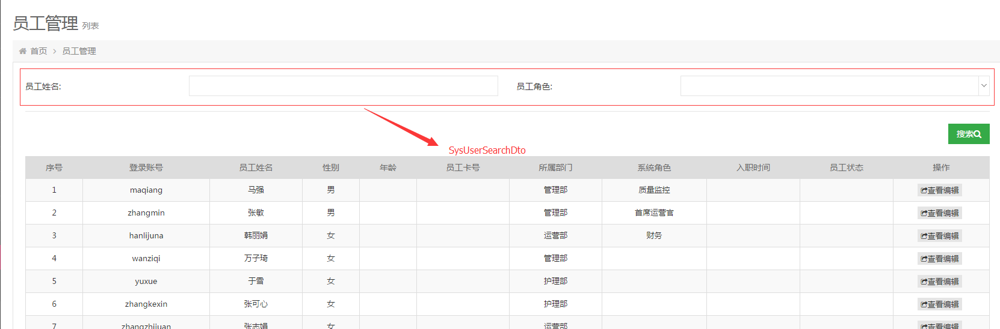 员工管理 列表
首页 > 员工管理
员工姓名: 员工角色:
搜索
SysUserSearchDto
序号 登录账号 员工姓名 性别 年龄 员工卡号 所属部门 系统角色 入职时间 员工状态 操作
1 maqiang 马强 男 管理部 质量监控 查看编辑
2 zhangmin 张敏 男 管理部 首席运营官 查看编辑
3 hanlijuna 韩丽娟 女 运营部 财务 查看编辑
4 wanziqi 万子琦 女 管理部 查看编辑
5 yuxue 于雪 女 护理部 查看编辑
6 zhangkexin 张可心 女 护理部 查看编辑
7 zhangzhijuan 张志娟 女 运营部 查看编辑